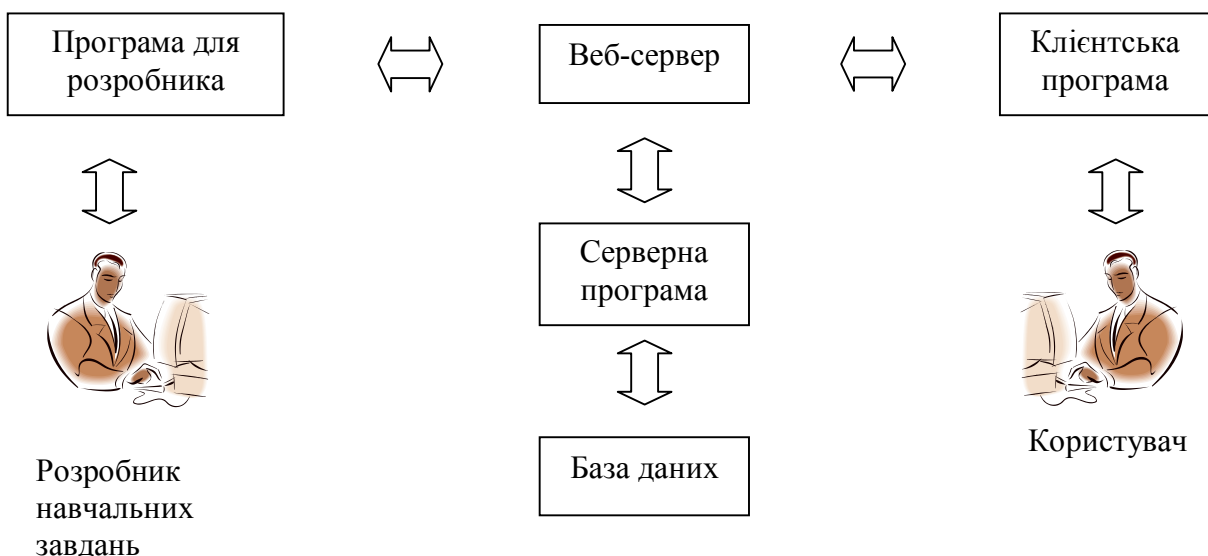 Програма для
розробника
Веб-сервер
Клієнтська
програма
Серверна
програма
База даних
Користувач
Розробник
навчальних
завдань